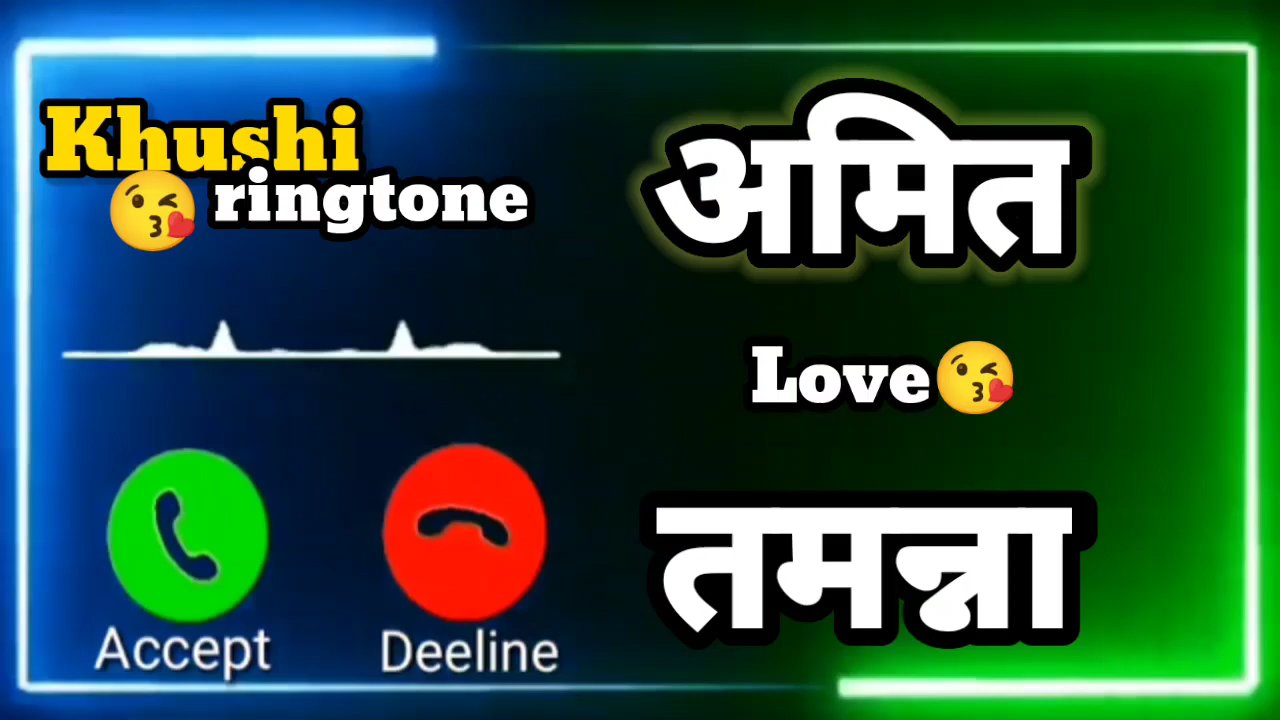 Khushi
😘 ringtone
अमित
Love😘
तमन्ना
Accept
Deeline